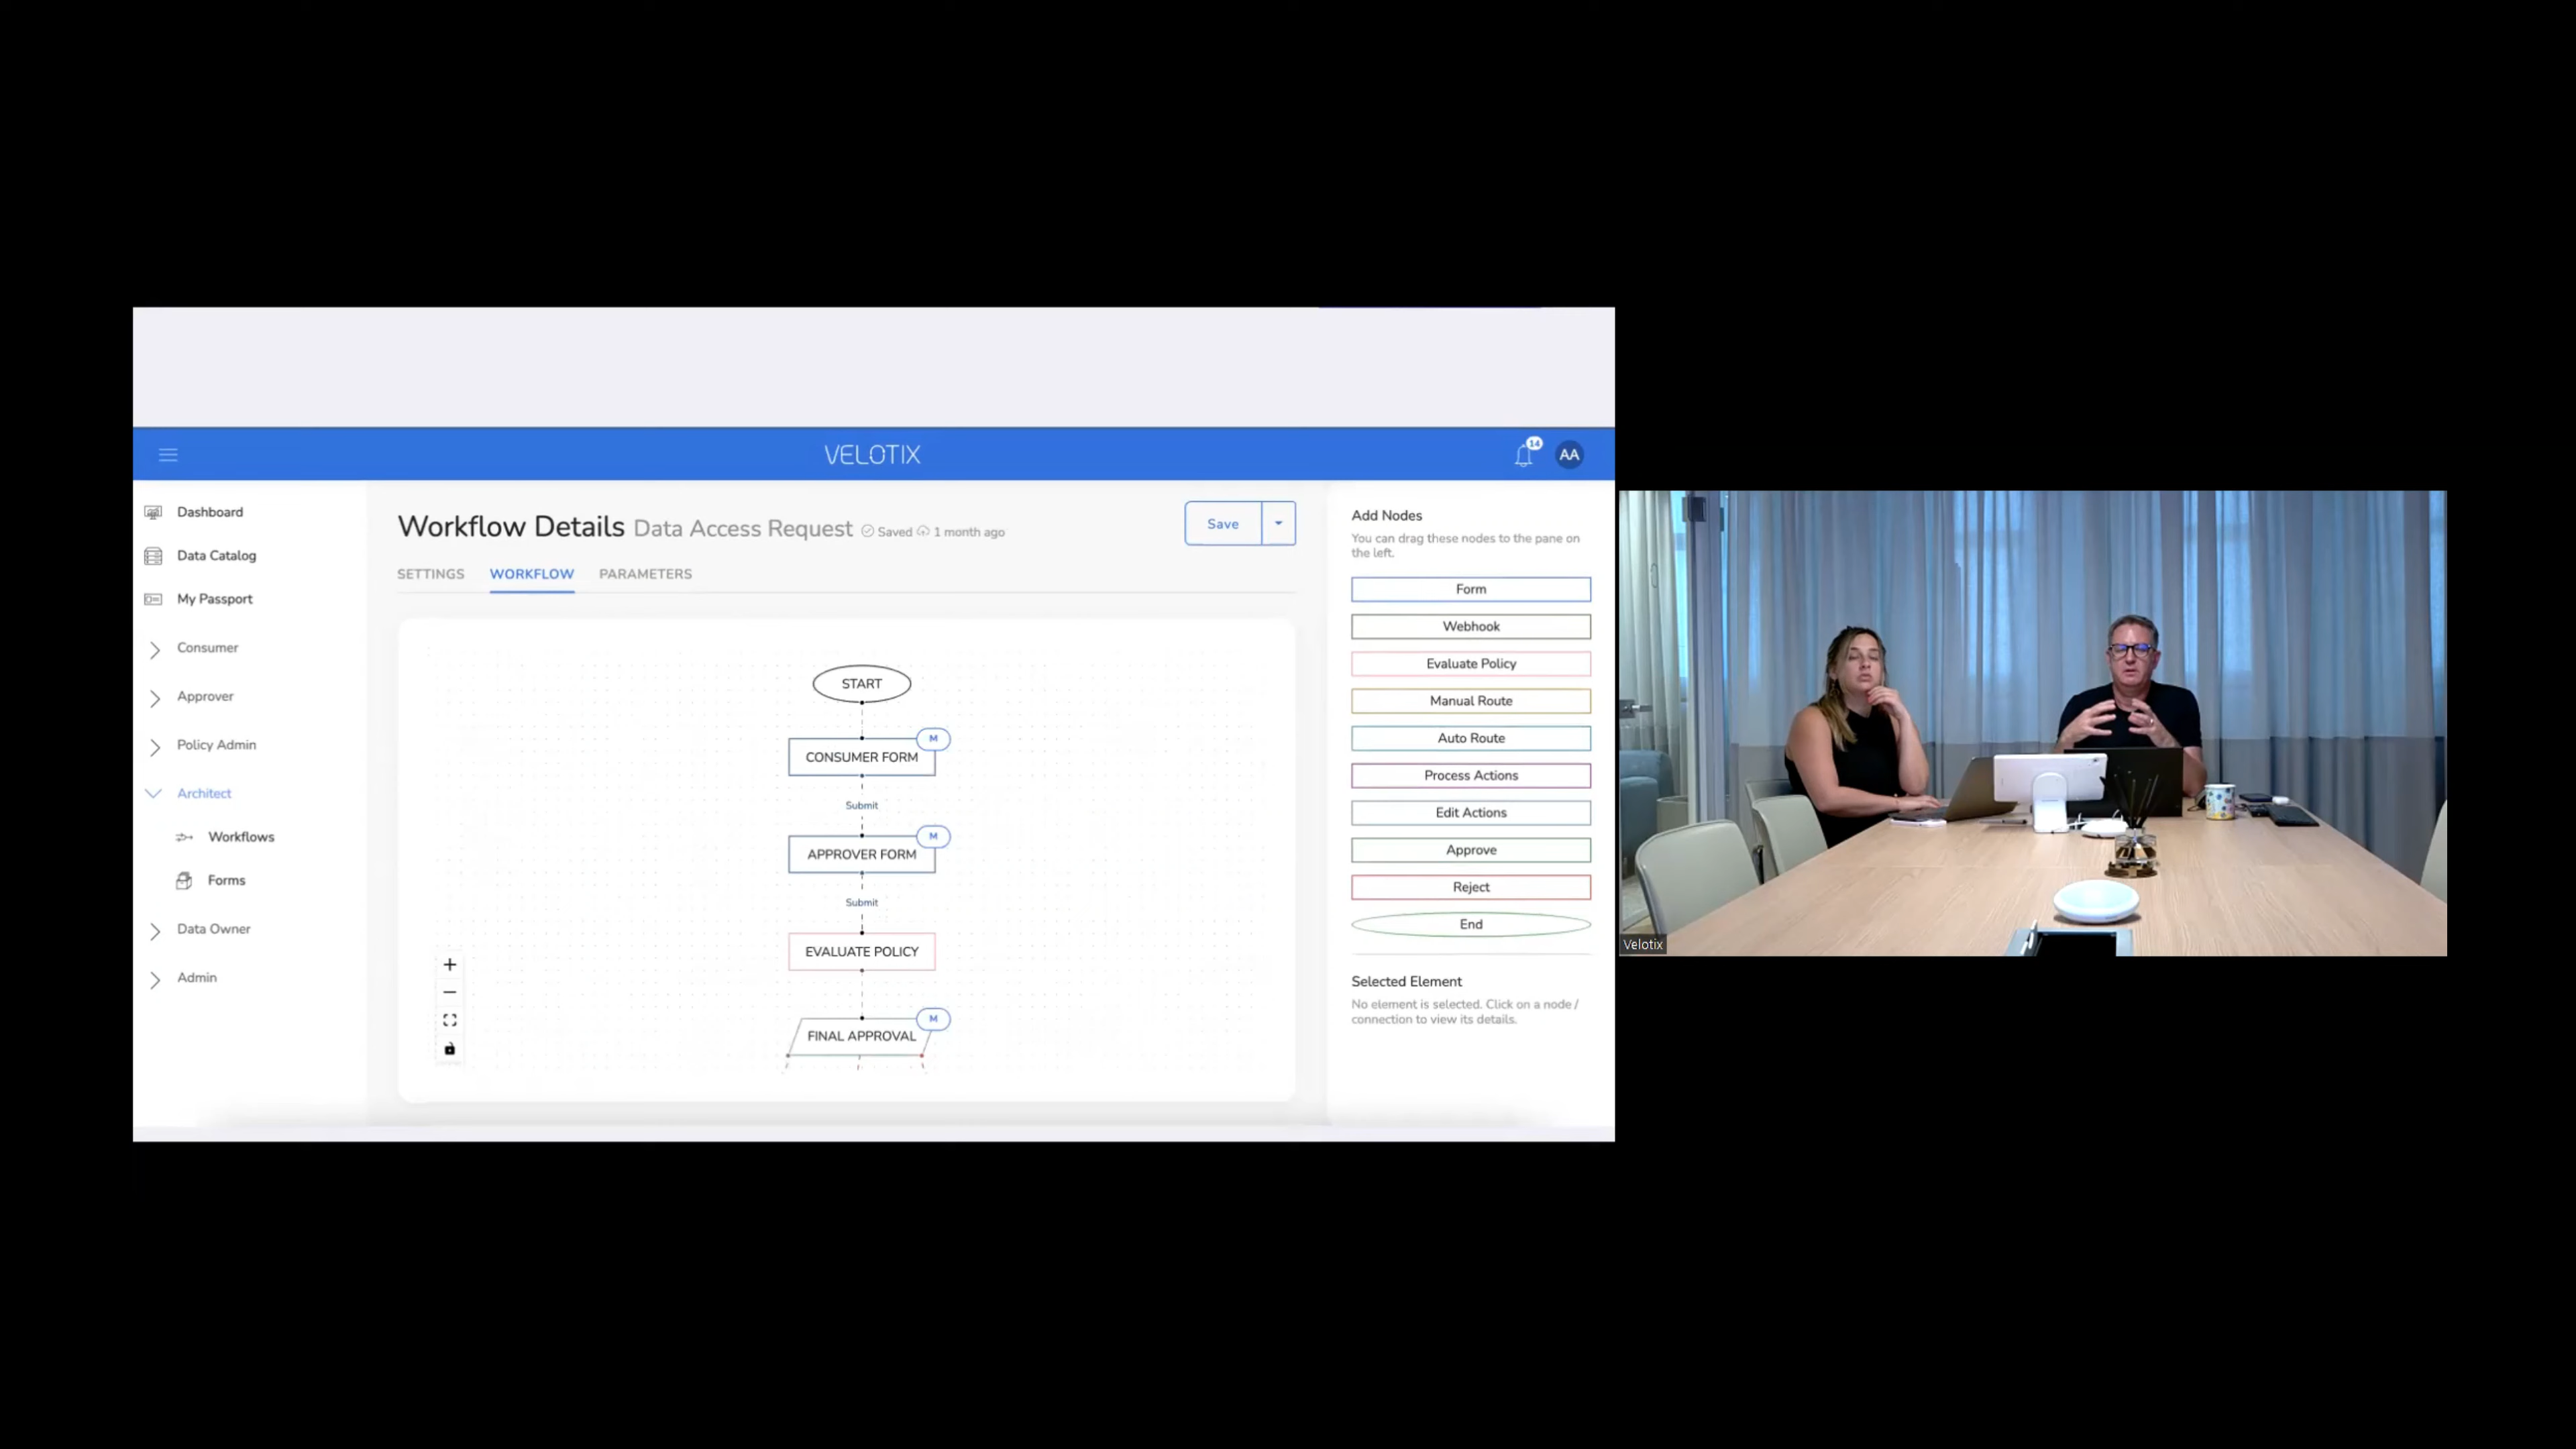 VELOTIX
14
AA
Dashboard
Data Catalog
My Passport
Consumer
Approver
Policy Admin
Architect
Workflows
Forms
Data Owner
Admin
Workflow Details Data Access Request Saved 1 month ago
Save
SETTINGS WORKFLOW PARAMETERS
START
CONSUMER FORM
M
Submit
APPROVER FORM
M
Submit
EVALUATE POLICY
FINAL APPROVAL
M
Add Nodes
You can drag these nodes to the pane on
the left.
Form
Webhook
Evaluate Policy
Manual Route
Auto Route
Process Actions
Edit Actions
Approve
Reject
End
Selected Element
No element is selected. Click on a node /
connection to view its details.
Velotix